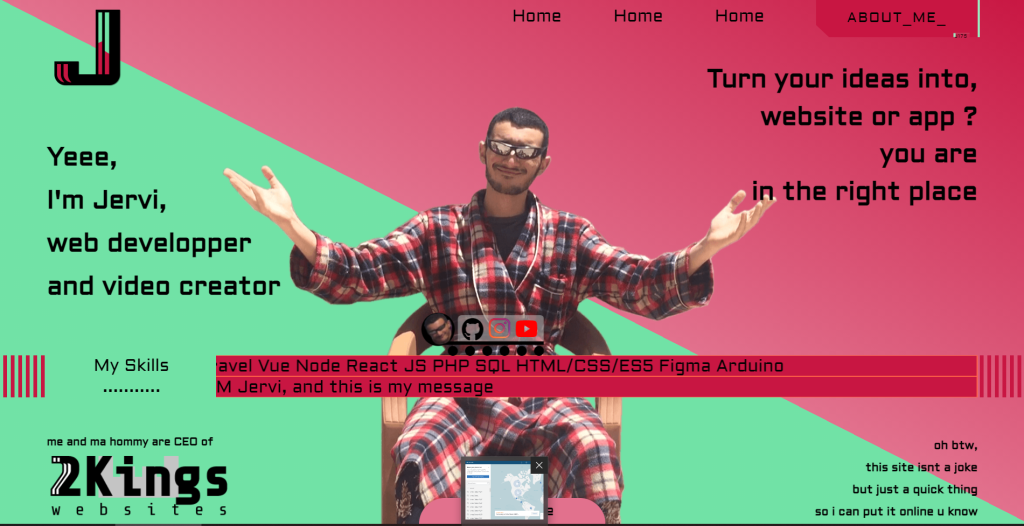 J
Home
Home
Home
ABOUT_ME_
Turn your ideas into,
website or app ?
you are
in the right place
Yeee,
I'm Jervi,
web developper
and video creator
My Skills
...........
avel Vue Node React JS PHP SQL HTML/CSS/ES5 Figma Arduino
M Jervi, and this is my message
me and ma hommy are CEO of
2Kings
websites
oh btw,
this site isnt a joke
but just a quick thing
so i can put it online u know